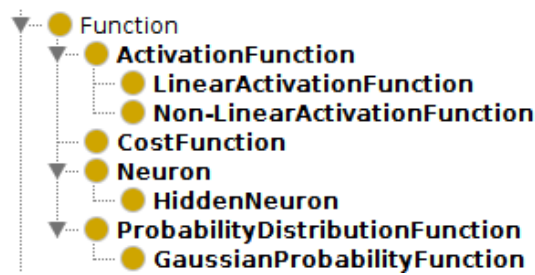 Function
ActivationFunction
LinearActivationFunction
Non-LinearActivationFunction
CostFunction
Neuron
HiddenNeuron
ProbabilityDistributionFunction
GaussianProbabilityFunction